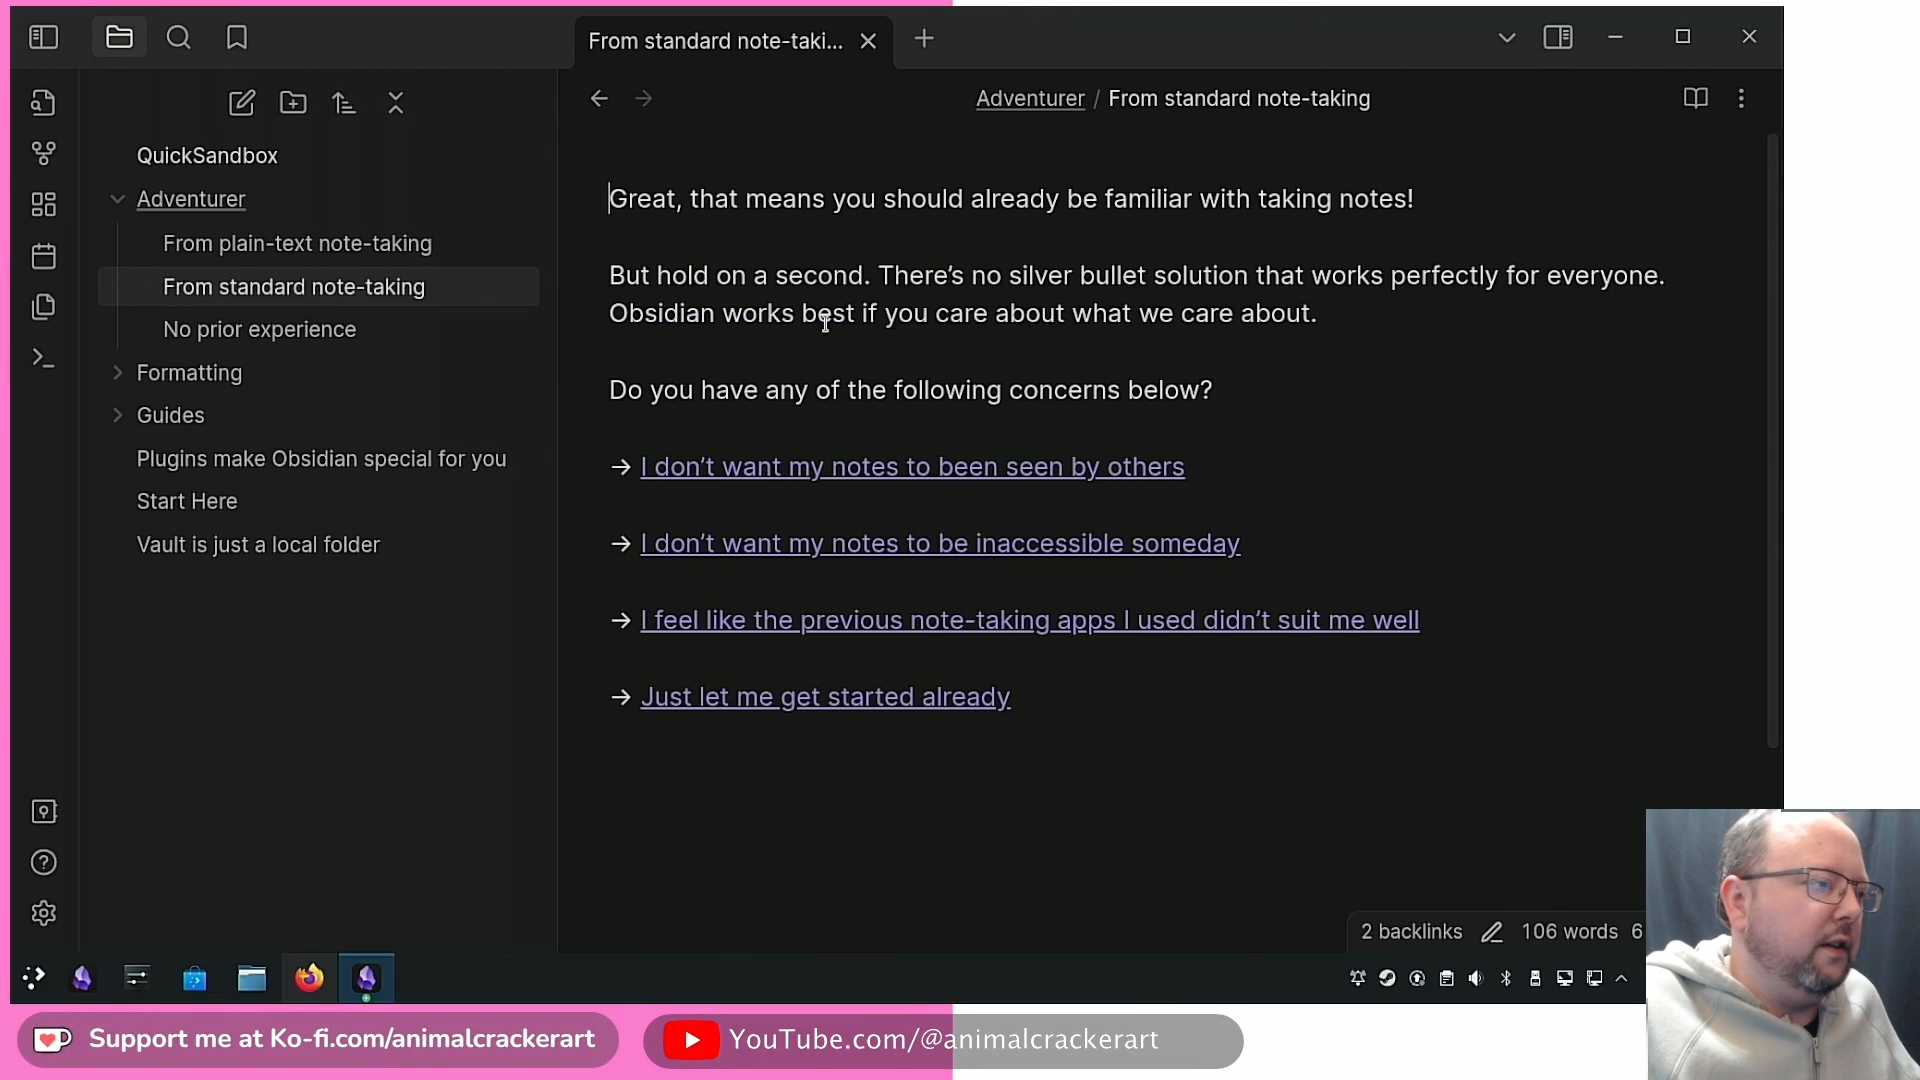 From standard note-taki...
Adventurer / From standard note-taking
QuickSandbox
Adventurer
From plain-text note-taking
From standard note-taking
No prior experience
Formatting
Guides
Plugins make Obsidian special for you
Start Here
Vault is just a local folder
Great, that means you should already be familiar with taking notes!
But hold on a second. There’s no silver bullet solution that works perfectly for everyone.
Obsidian works best if you care about what we care about.
Do you have any of the following concerns below?
→ I don’t want my notes to been seen by others
→ I don’t want my notes to be inaccessible someday
→ I feel like the previous note-taking apps I used didn’t suit me well
→ Just let me get started already
2 backlinks 106 words 6
Support me at Ko-fi.com/animalcrackerart
YouTube.com/@animalcrackerart